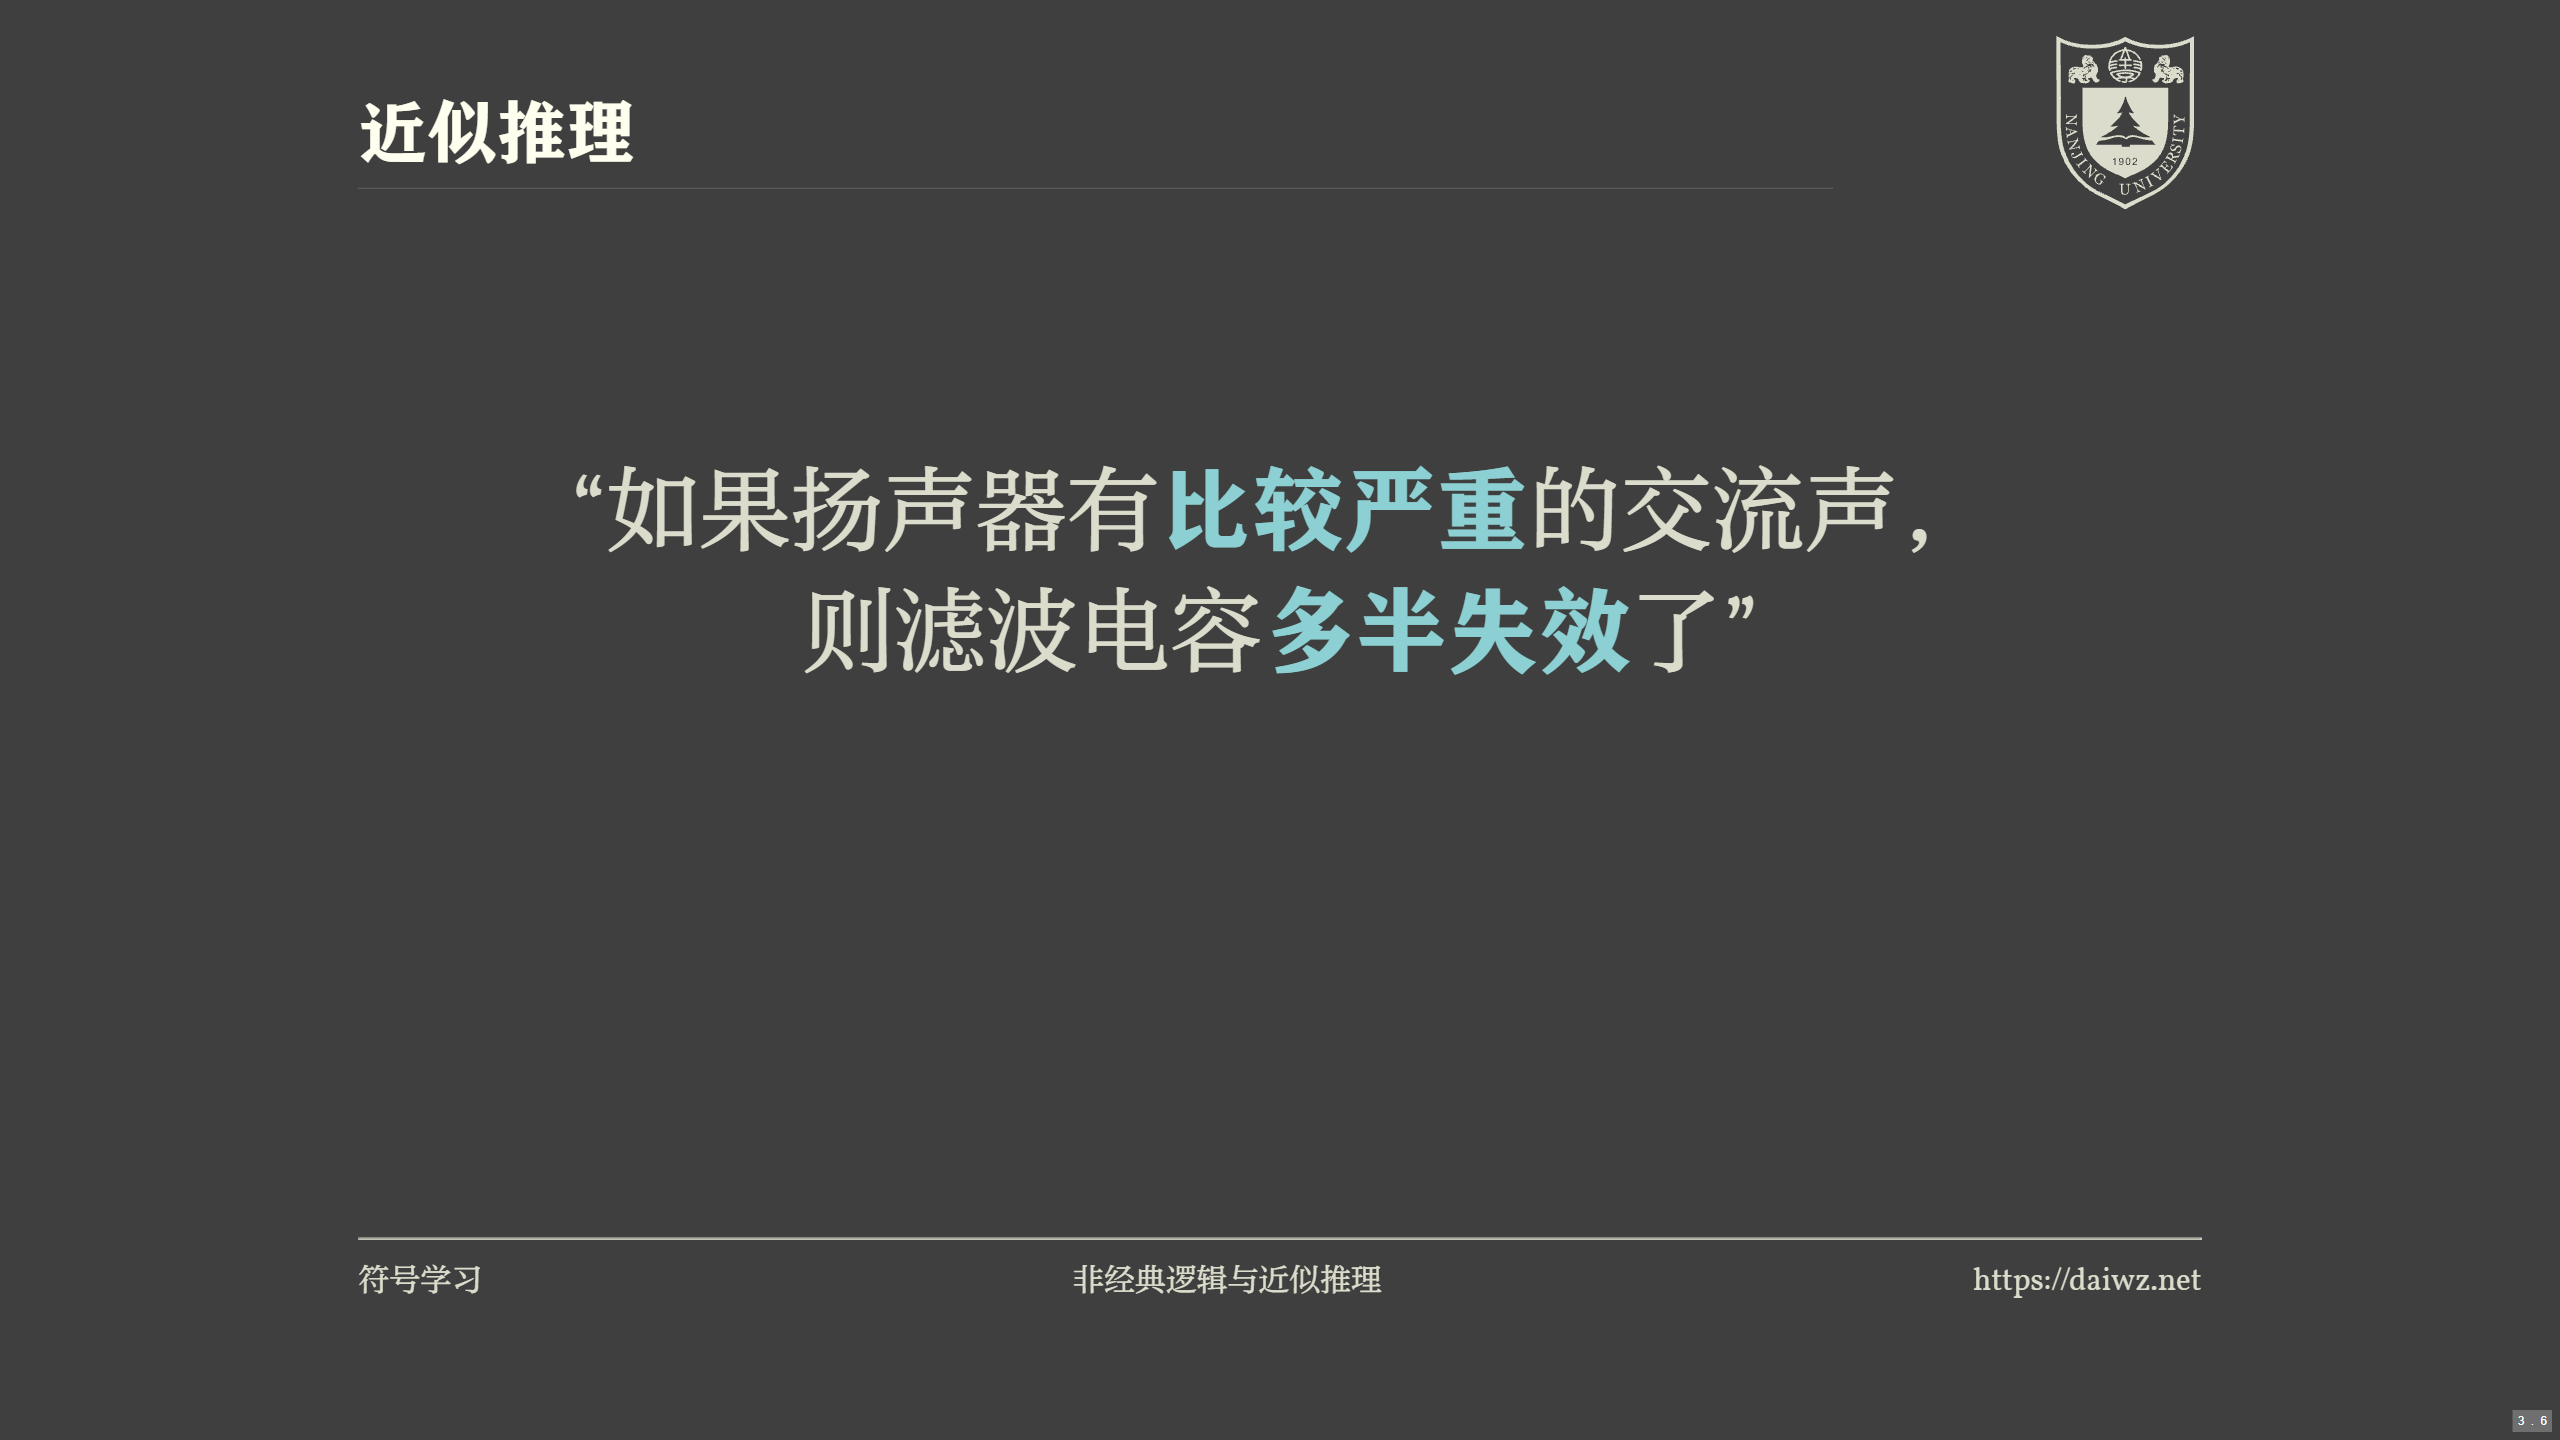 近似推理
NANJING UNIVERSITY
1902
“如果扬声器有比较严重的交流声，
则滤波电容多半失效了”
符号学习
非经典逻辑与近似推理
https://daiwz.net
3.6